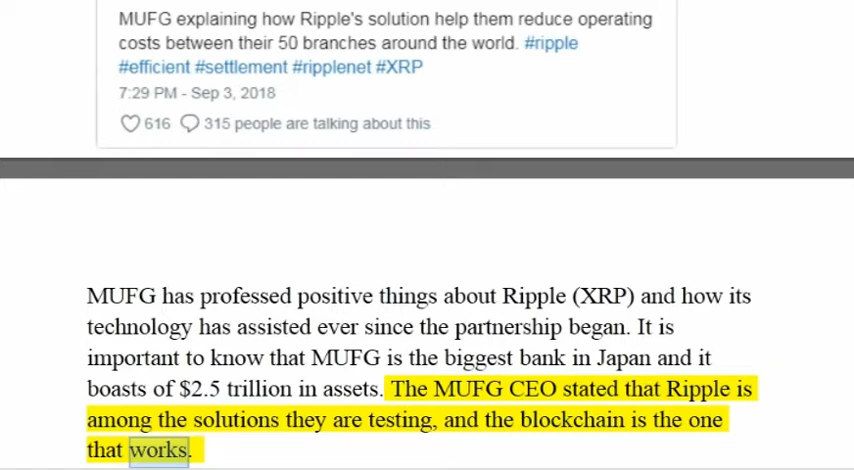 MUFG explaining how Ripple's solution help them reduce operating
costs between their 50 branches around the world. #ripple
#efficient #settlement #ripplenet #XRP
7:29 PM - Sep 3, 2018
616 315 people are talking about this
MUFG has professed positive things about Ripple (XRP) and how its
technology has assisted ever since the partnership began. It is
important to know that MUFG is the biggest bank in Japan and it
boasts of $2.5 trillion in assets. The MUFG CEO stated that Ripple is
among the solutions they are testing, and the blockchain is the one
that works.